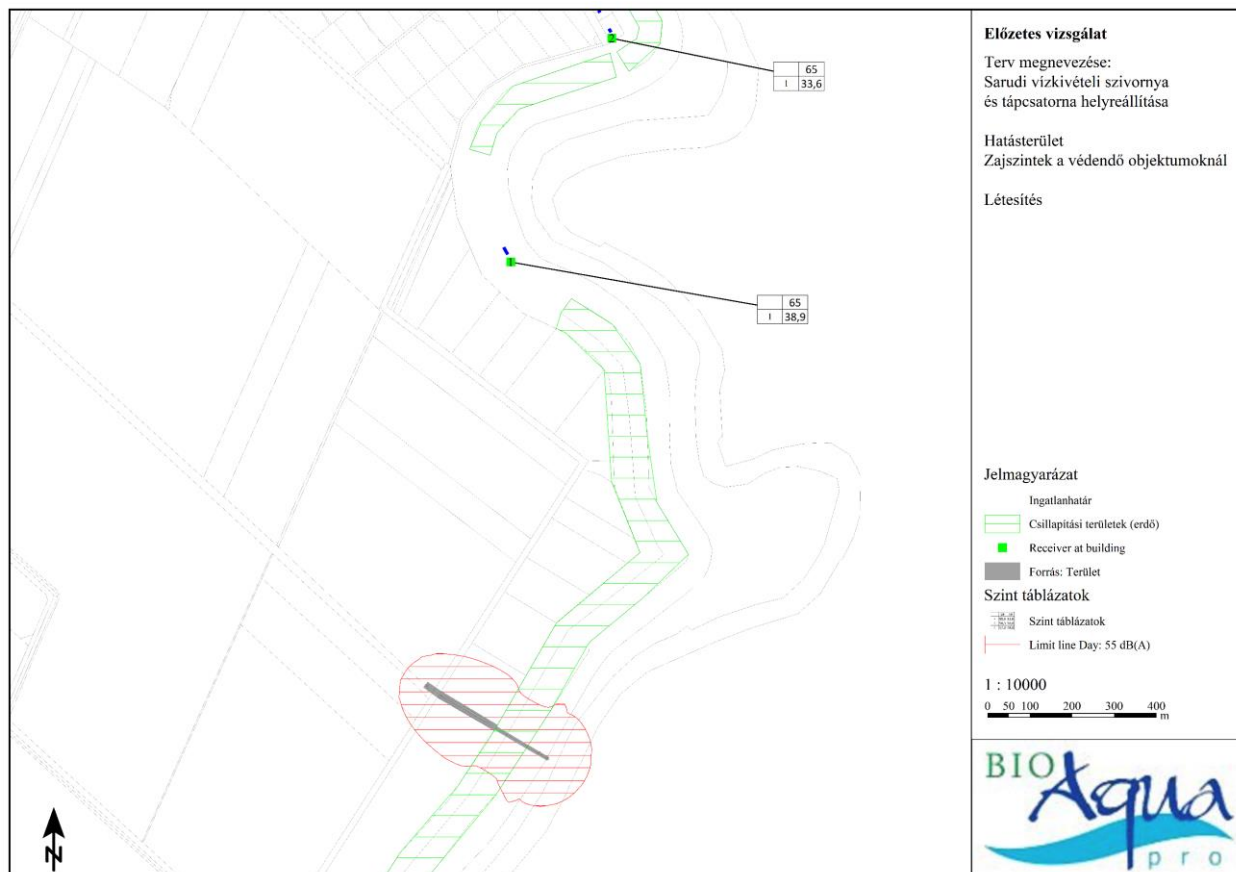 2
65
I 33,6
1
65
I 38,9
N
Előzetes vizsgálat
Terv megnevezése:
Sarudi vízkivételi szivornya
és tápcsatorna helyreállítása
Hatásterület
Zajszintek a védendő objektumoknál
Létesítés
Jelmagyarázat
Ingatlanhatár
Csillapítási területek (erdő)
Receiver at building
Forrás: Terület
Szint táblázatok
Szint táblázatok
Limit line Day: 55 dB(A)
1 : 10000
0 50 100 200 300 400
m
BIO
Aqua
pro